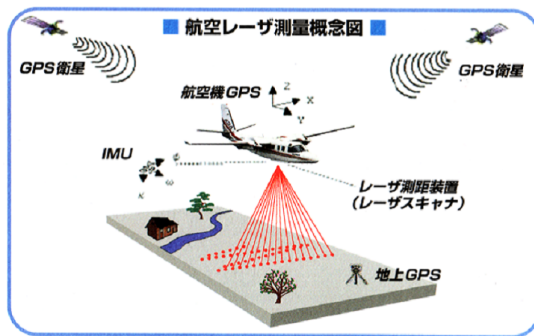 ■ 航空レーザ測量概念図 ■
GPS衛星
GPS衛星
航空機GPS
Z
X
Y
IMU
φ
ω
κ
レーザ測距装置
(レーザスキャナ)
地上GPS